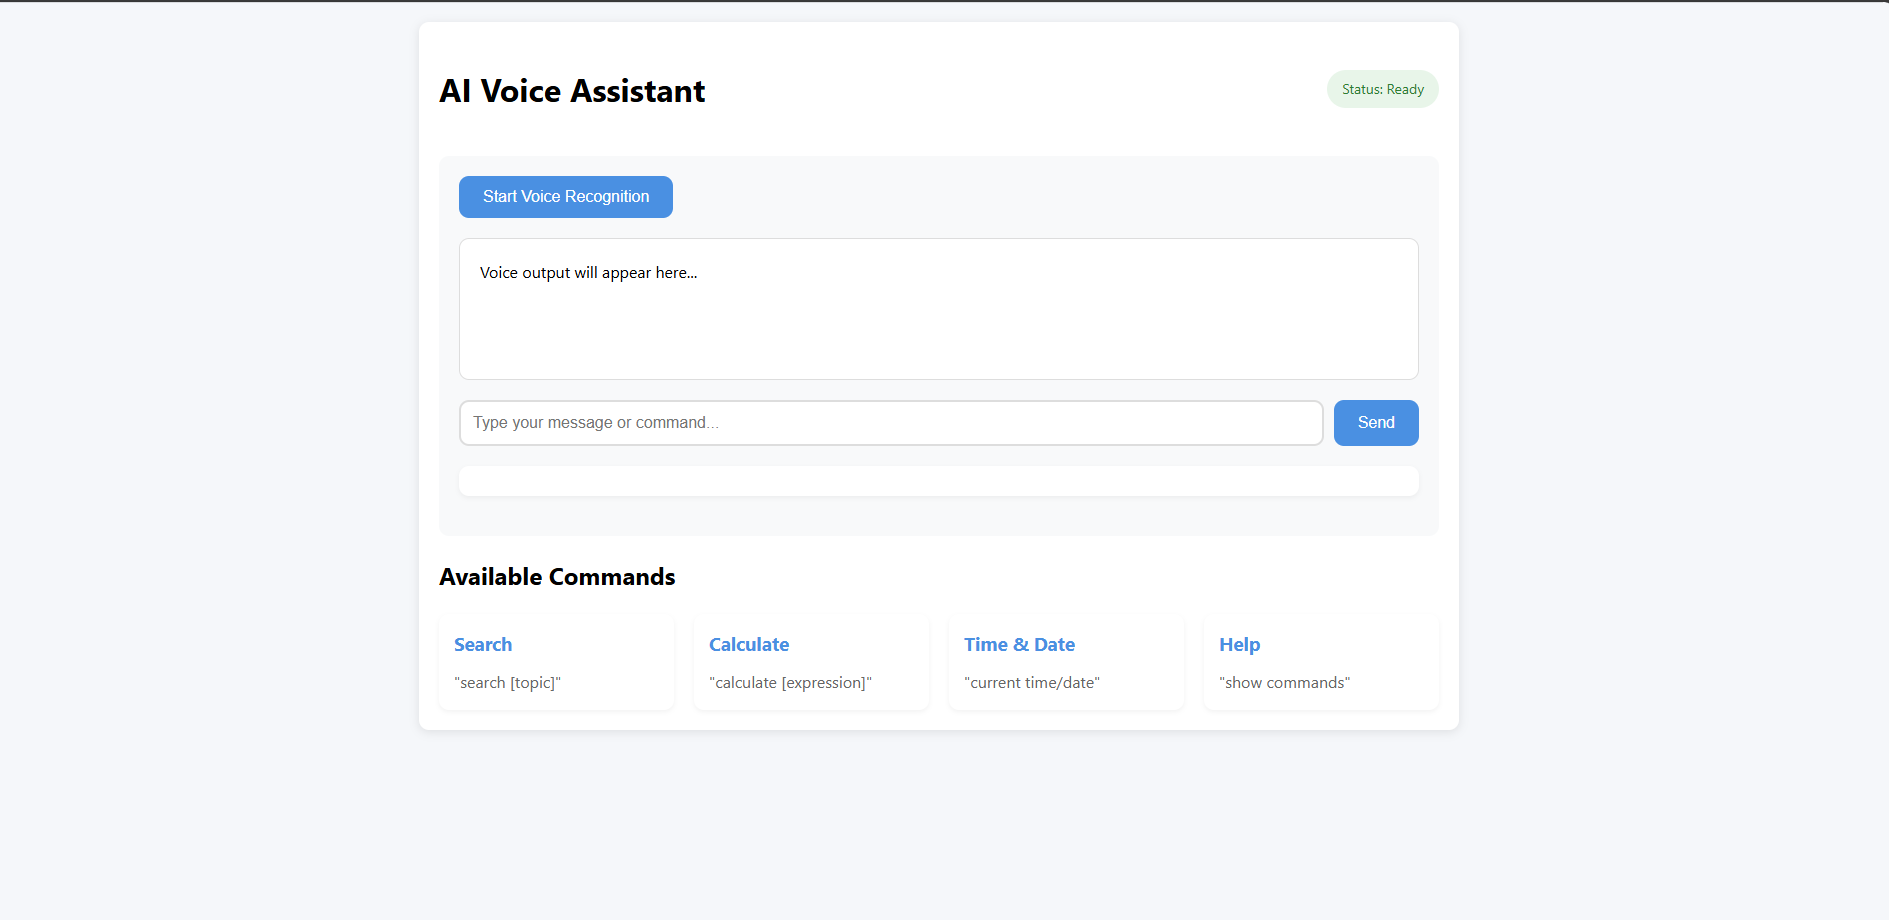 AI Voice Assistant
Status: Ready
Start Voice Recognition
Voice output will appear here...
Type your message or command...
Send
Available Commands
Search
"search [topic]"
Calculate
"calculate [expression]"
Time & Date
"current time/date"
Help
"show commands"